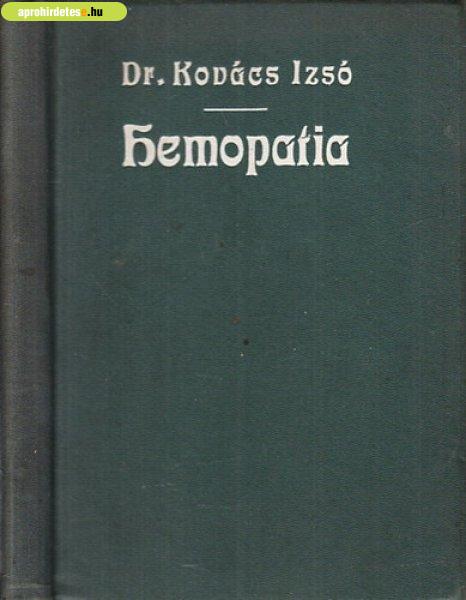 aprohirdetes.hu
Dr. Kovács Izsó
Hemopatia